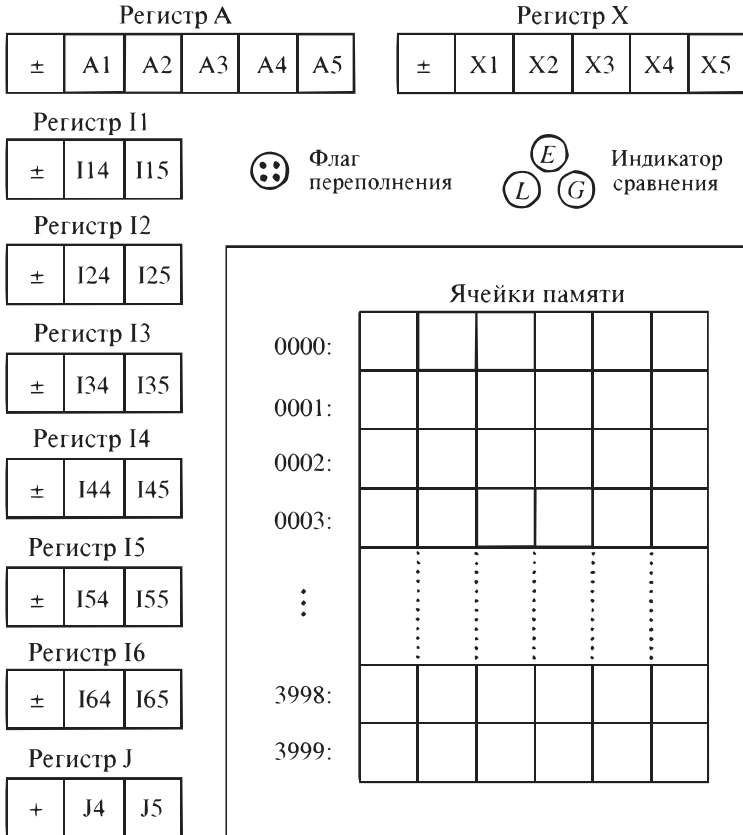 Регистр A
Регистр X
± A1 A2 A3 A4 A5
± X1 X2 X3 X4 X5
Регистр I1
± I14 I15
Флаг
переполнения
E
L G
Индикатор
сравнения
Регистр I2
± I24 I25
Регистр I3
± I34 I35
Регистр I4
± I44 I45
Регистр I5
± I54 I55
Регистр I6
± I64 I65
Регистр J
+ J4 J5
Ячейки памяти
0000:
0001:
0002:
0003:
3998:
3999: